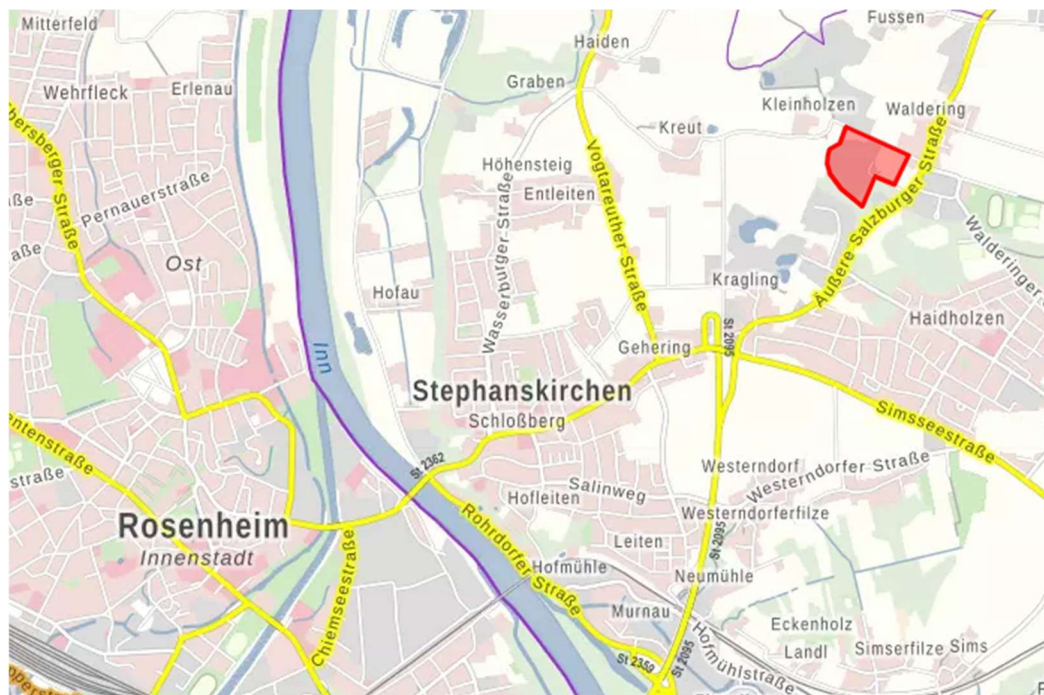 Mitterfeld
Fussen
Haiden
Wehrfleck
Erlenau
Graben
Kleinholzen
Waldering
Kreut
Höhensteig
Entleiten
Pernauerstraße
Vogtareuther Straße
Wasserburger Straße
Äußere Salzburger Straße
Ost
Hofau
Kragling
Inn
Gehering
St 2095
Haidholzen
Stephanskirchen
Schloßberg
Simsseestraße
St 2362
Westerndorf
Westerndorfer Straße
Westerndorferfilze
Salinweg
Hofleiten
Rosenheim
Innenstadt
Rohrdorfer Straße
Leiten
St 2095
Hofmühle
Neumühle
Chiemseestraße
Murnau
Eckenholz
Landl
Simserfilze
Sims
Hofmühlstraße
St 2359
St 2095